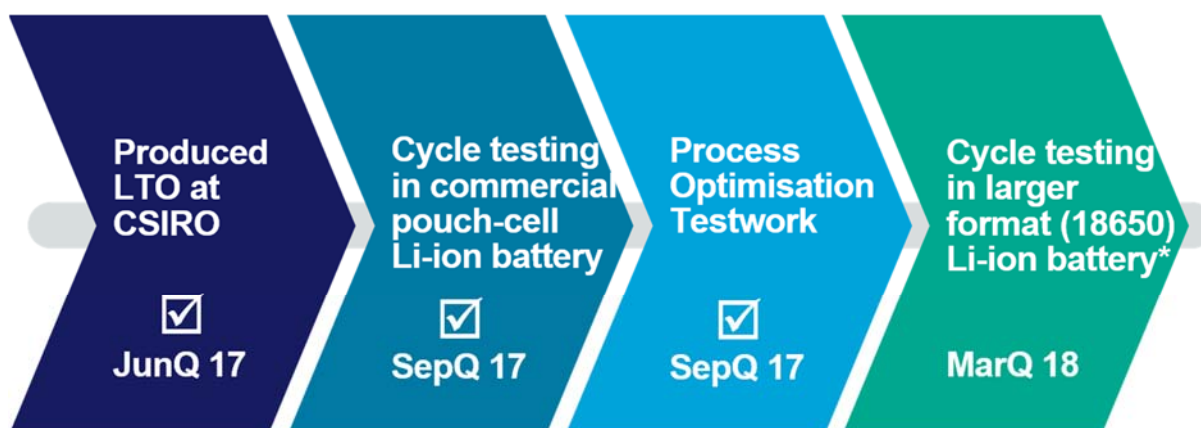 Produced
LTO at
CSIRO
☑
JunQ 17
Cycle testing
in commercial
pouch-cell
Li-ion battery
☑
SepQ 17
Process
Optimisation
Testwork
☑
SepQ 17
Cycle testing
in larger
format (18650)
Li-ion battery*
MarQ 18